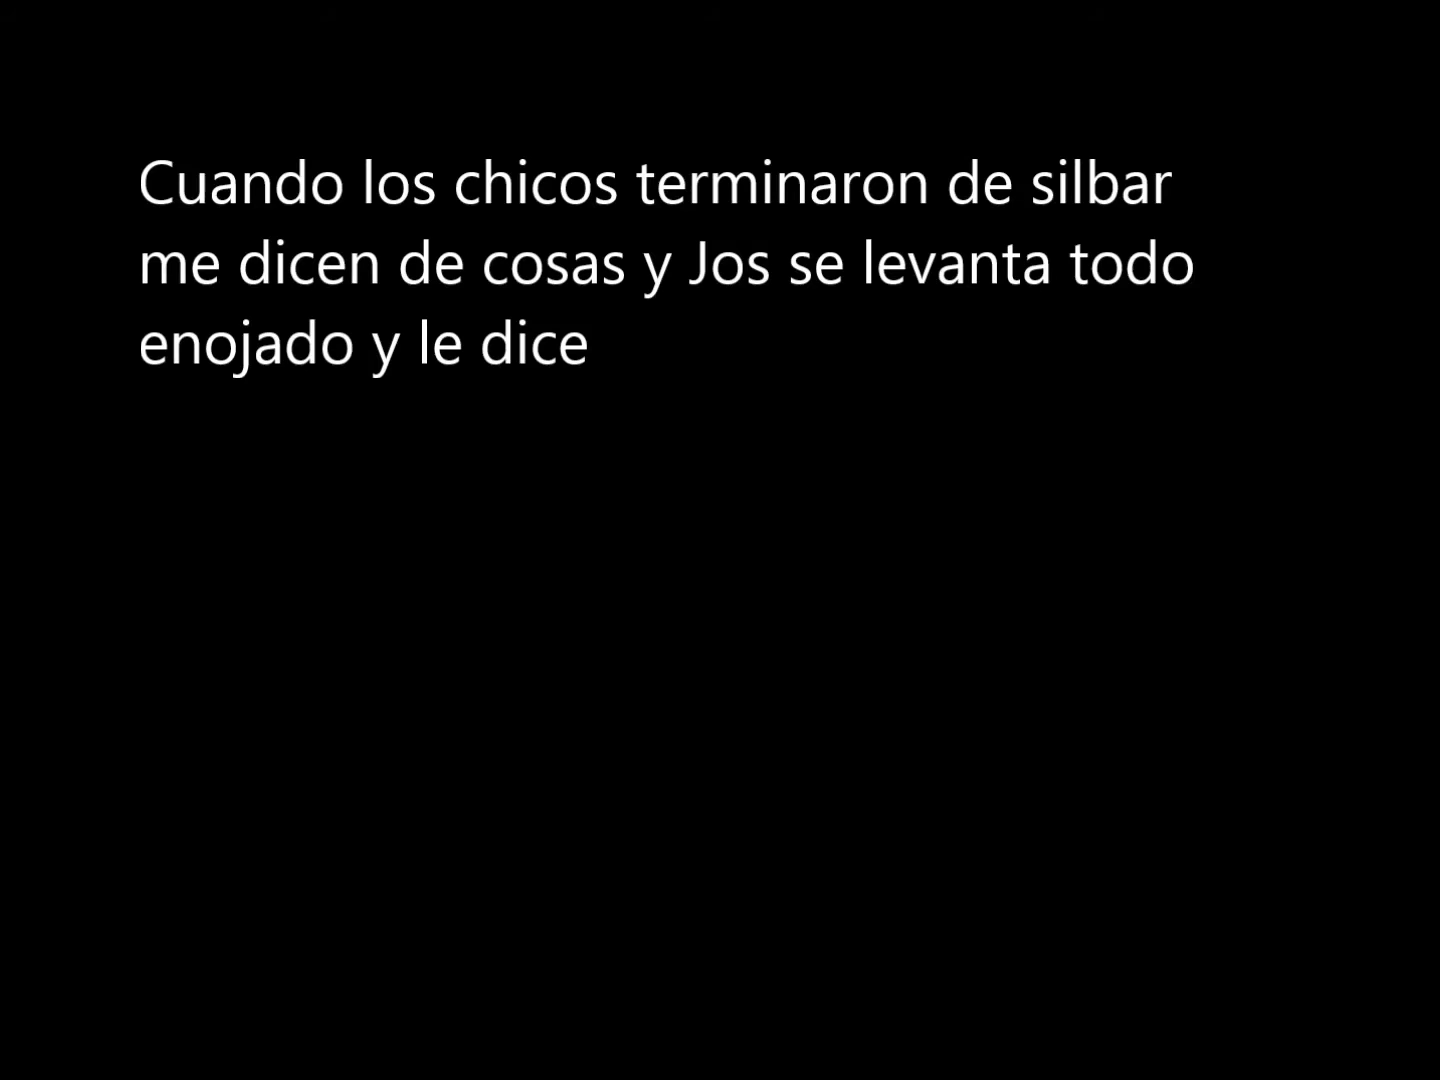 Cuando los chicos terminaron de silbar
me dicen de cosas y Jos se levanta todo
enojado y le dice